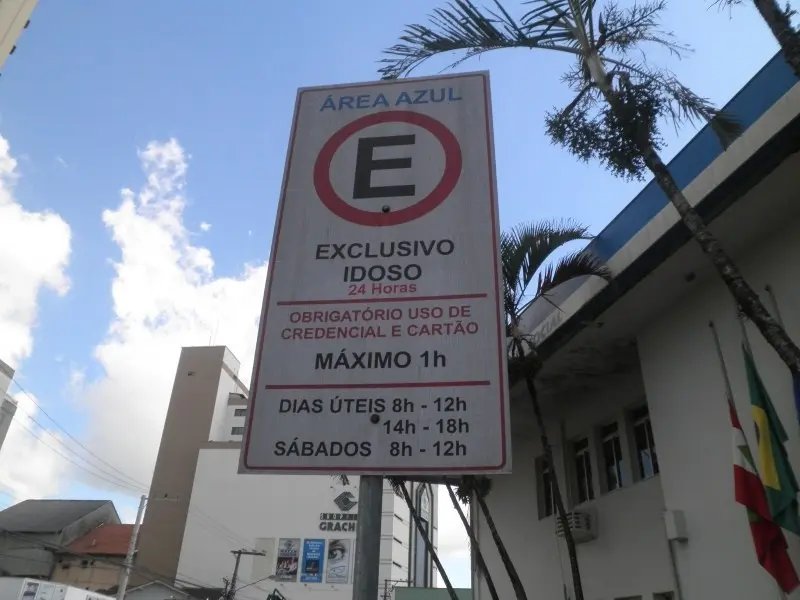 ÁREA AZUL
E
EXCLUSIVO
IDOSO
24 Horas
OBRIGATÓRIO USO DE
CREDENCIAL E CARTÃO
MÁXIMO 1h
DIAS ÚTEIS 8h - 12h
14h - 18h
SÁBADOS 8h - 12h
GRACH